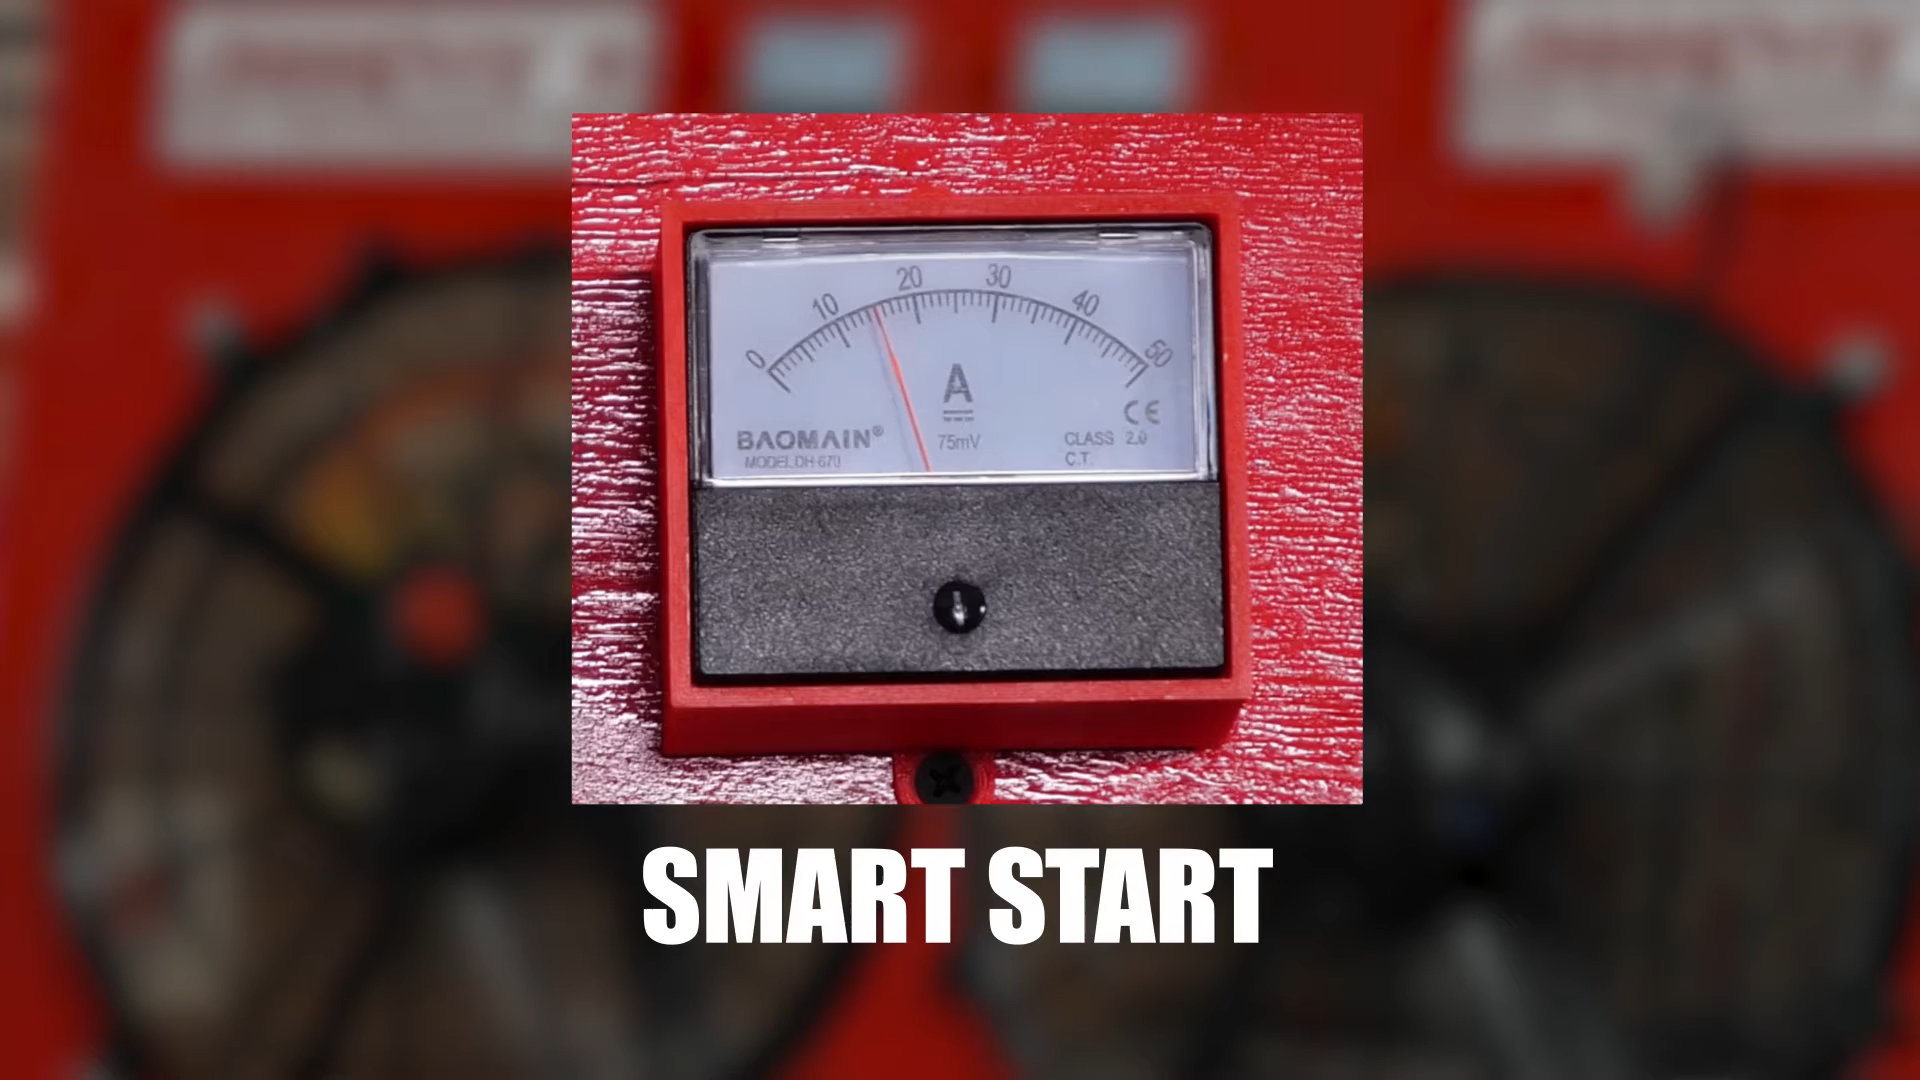 0 10 20 30 40 50
A
BAOMAIN®
75mV
CLASS 2.0
CE
MODEL DH-670
C.T.
SMART START